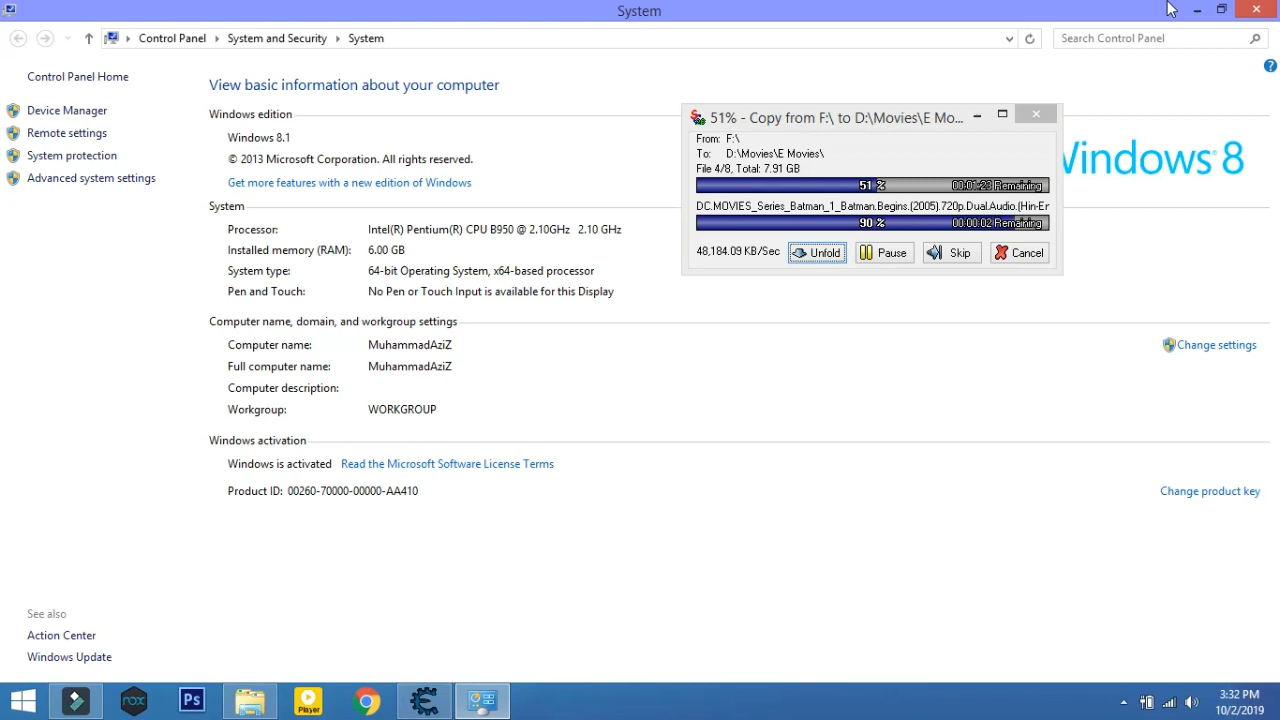 System
Control Panel System and Security System
Search Control Panel
Control Panel Home
Device Manager
Remote settings
System protection
Advanced system settings
View basic information about your computer
Windows edition
Windows 8.1
© 2013 Microsoft Corporation. All rights reserved.
Get more features with a new edition of Windows
System
Processor: Intel(R) Pentium(R) CPU B950 @ 2.10GHz 2.10 GHz
Installed memory (RAM): 6.00 GB
System type: 64-bit Operating System, x64-based processor
Pen and Touch: No Pen or Touch Input is available for this Display
Computer name, domain, and workgroup settings
Computer name: MuhammadAziZ
Change settings
Full computer name: MuhammadAziZ
Computer description:
Workgroup: WORKGROUP
Windows activation
Windows is activated Read the Microsoft Software License Terms
Product ID: 00260-70000-00000-AA410
Change product key
51% - Copy from F:\ to D:\Movies\E Mo...
From: F:\
To: D:\Movies\E Movies\
File 4/8, Total: 7.91 GB
51 % 00:01:23 Remaining
DC.MOVIES_Series_Batman_1_Batman.Begins.(2005).720p.Dual.Audio.(Hin-Er
90 % 00:00:02 Remaining
48,184.09 KB/Sec Unfold Pause Skip Cancel
Windows 8
See also
Action Center
Windows Update
nox
Ps
Player
3:32 PM
10/2/2019